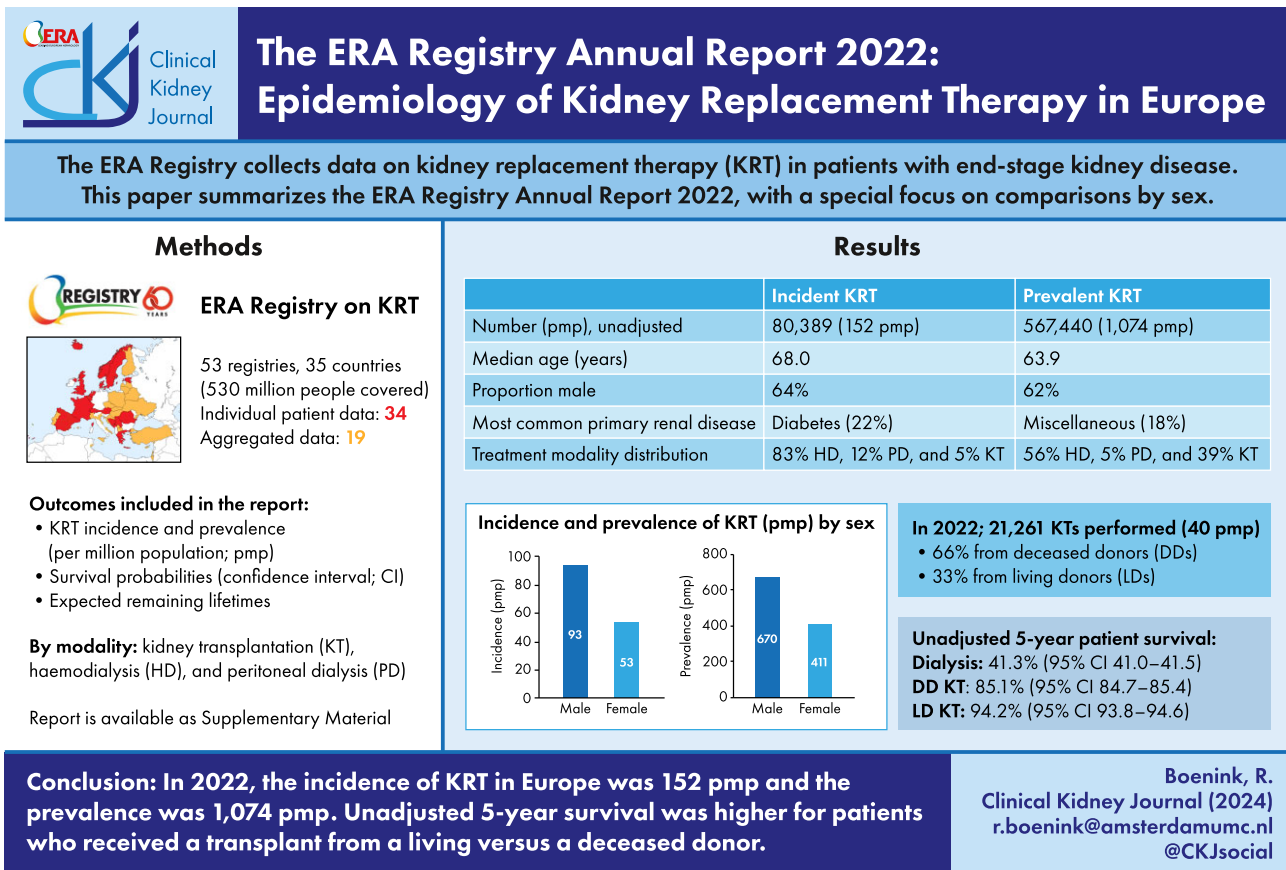 ERA
CKJ
Clinical
Kidney
Journal
The ERA Registry Annual Report 2022:
Epidemiology of Kidney Replacement Therapy in Europe
The ERA Registry collects data on kidney replacement therapy (KRT) in patients with end-stage kidney disease.
This paper summarizes the ERA Registry Annual Report 2022, with a special focus on comparisons by sex.
Methods
REGISTRY 60
YEARS
ERA Registry on KRT
53 registries, 35 countries
(530 million people covered)
Individual patient data: 34
Aggregated data: 19
Outcomes included in the report:
• KRT incidence and prevalence
(per million population; pmp)
• Survival probabilities (confidence interval; CI)
• Expected remaining lifetimes
By modality: kidney transplantation (KT),
haemodialysis (HD), and peritoneal dialysis (PD)
Report is available as Supplementary Material
Results
Incident KRT Prevalent KRT
Number (pmp), unadjusted 80,389 (152 pmp) 567,440 (1,074 pmp)
Median age (years) 68.0 63.9
Proportion male 64% 62%
Most common primary renal disease Diabetes (22%) Miscellaneous (18%)
Treatment modality distribution 83% HD, 12% PD, and 5% KT 56% HD, 5% PD, and 39% KT
Incidence and prevalence of KRT (pmp) by sex
Incidence (pmp)
100
80
60
40
20
0
93
53
Male Female
Prevalence (pmp)
800
600
400
200
0
670
411
Male Female
In 2022; 21,261 KTs performed (40 pmp)
• 66% from deceased donors (DDs)
• 33% from living donors (LDs)
Unadjusted 5-year patient survival:
Dialysis: 41.3% (95% CI 41.0–41.5)
DD KT: 85.1% (95% CI 84.7–85.4)
LD KT: 94.2% (95% CI 93.8–94.6)
Conclusion: In 2022, the incidence of KRT in Europe was 152 pmp and the
prevalence was 1,074 pmp. Unadjusted 5-year survival was higher for patients
who received a transplant from a living versus a deceased donor.
Boenink, R.
Clinical Kidney Journal (2024)
r.boenink@amsterdamumc.nl
@CKJsocial